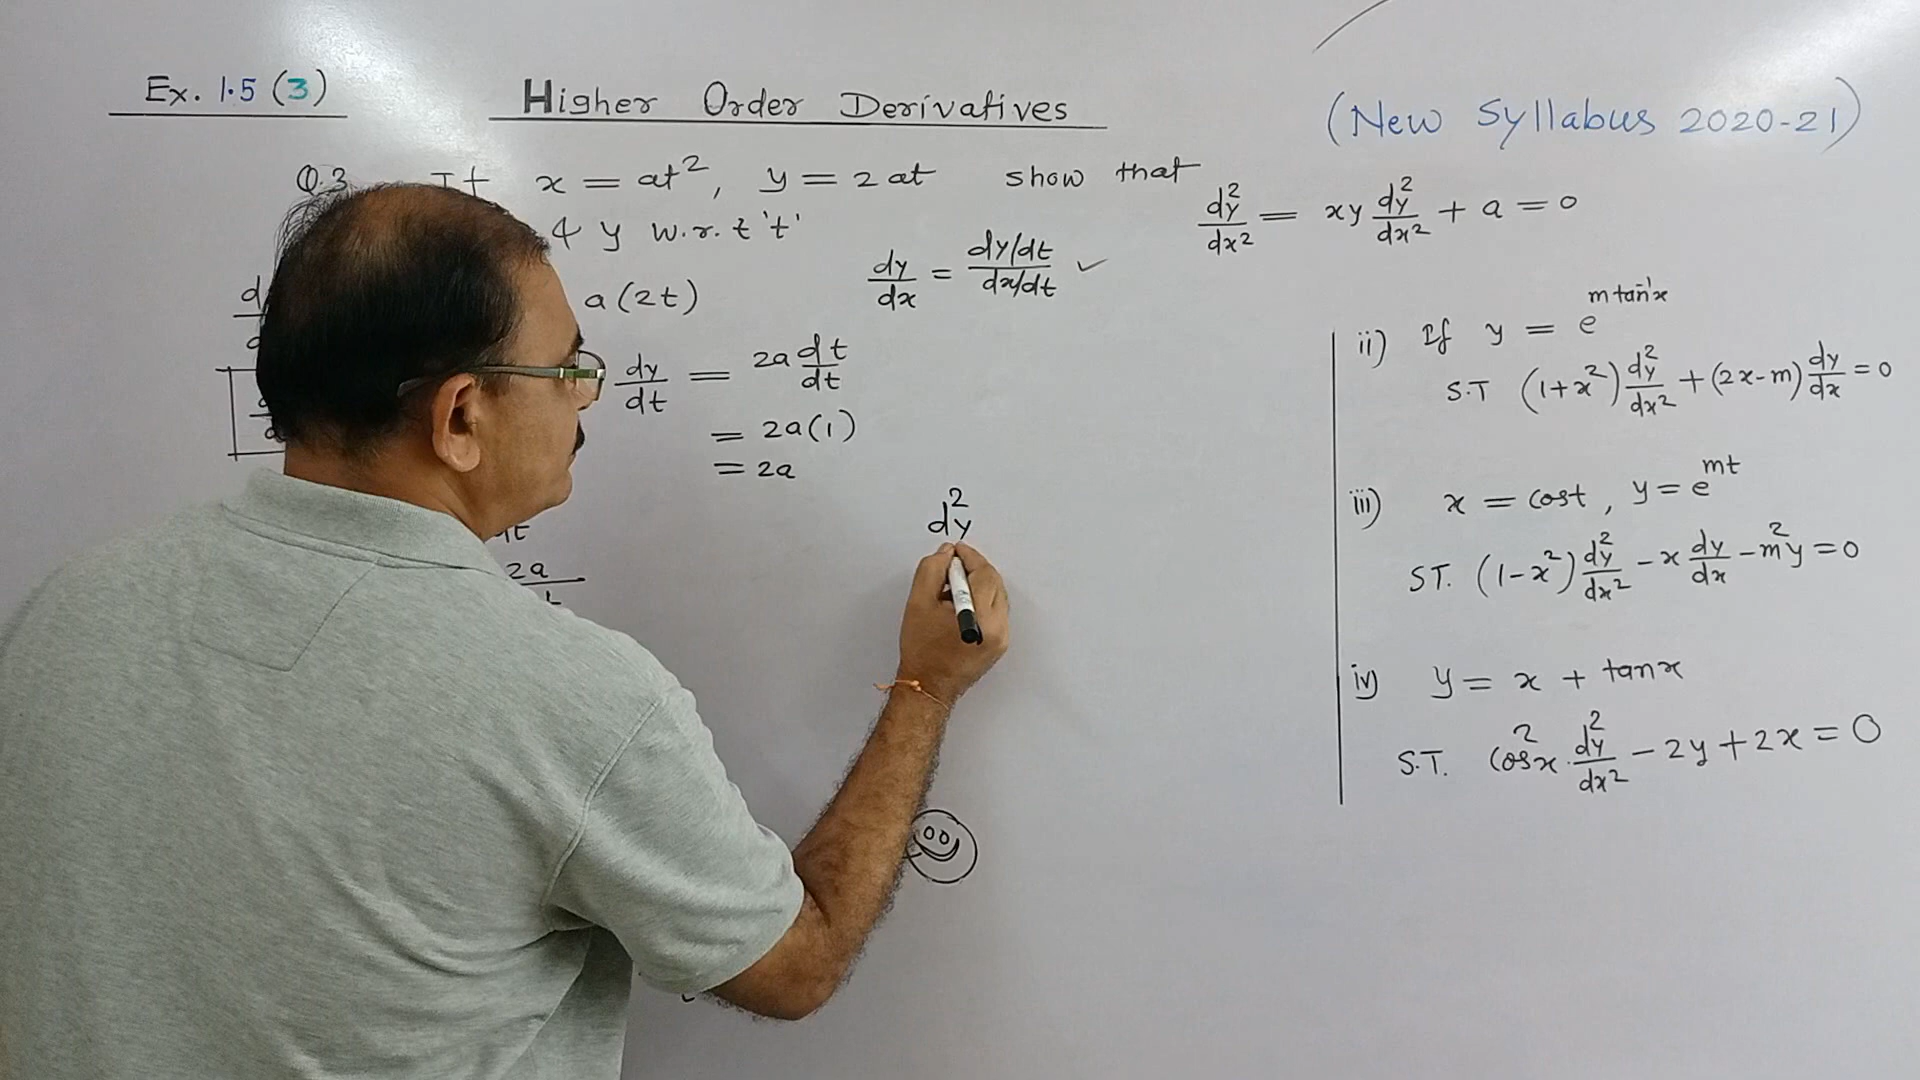 Ex. 1.5 (3)
Higher Order Derivatives
(New Syllabus 2020-21)
Q.3 If x = at², y = 2at show that
d²y/dx² = xy d²y/dx² + a = 0
& y w.r.t 't'
dy/dx = (dy/dt)/(dx/dt) ✓
a(2t)
dy/dt = 2a dt/dt
= 2a(1)
= 2a
d²y
2a
ii) If y = e^(m tan⁻¹x)
S.T (1+x²) d²y/dx² + (2x-m) dy/dx = 0
iii) x = cost, y = e^(mt)
ST. (1-x²) d²y/dx² - x dy/dx - m²y = 0
iv) y = x + tanx
S.T. cos²x · d²y/dx² - 2y + 2x = 0